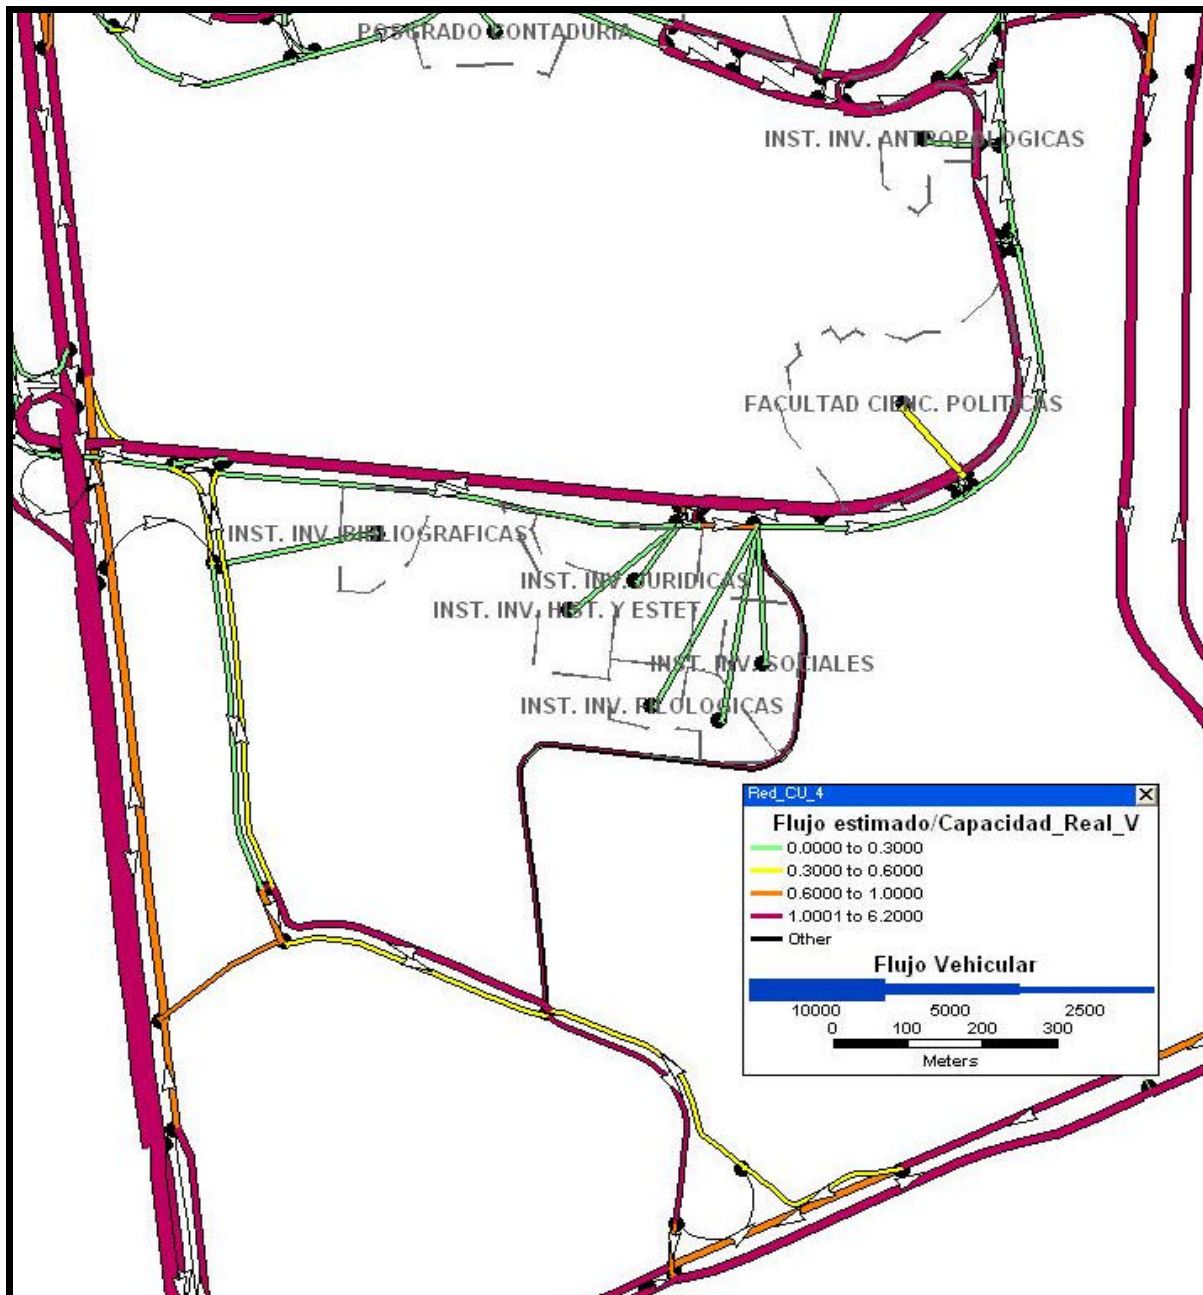 POSGRADO CONTADURIA
INST. INV. ANTROPOLOGICAS
FACULTAD CIENC. POLITICAS
INST. INV. BIBLIOGRAFICAS
INST. INV. JURIDICAS
INST. INV. HIST. Y ESTET
INST. INV. SOCIALES
INST. INV. FILOLOGICAS
Red_CU_4
Flujo estimado/Capacidad_Real_V
0.0000 to 0.3000
0.3000 to 0.6000
0.6000 to 1.0000
1.0001 to 6.2000
Other
Flujo Vehicular
10000 5000 2500
0 100 200 300
Meters